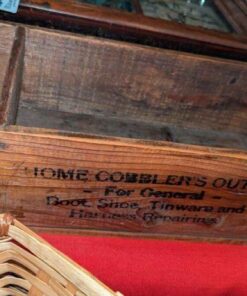 HOME COBBLER'S OUT
- For General -
Boot, Shoe, Tinware and
Harness Repairing